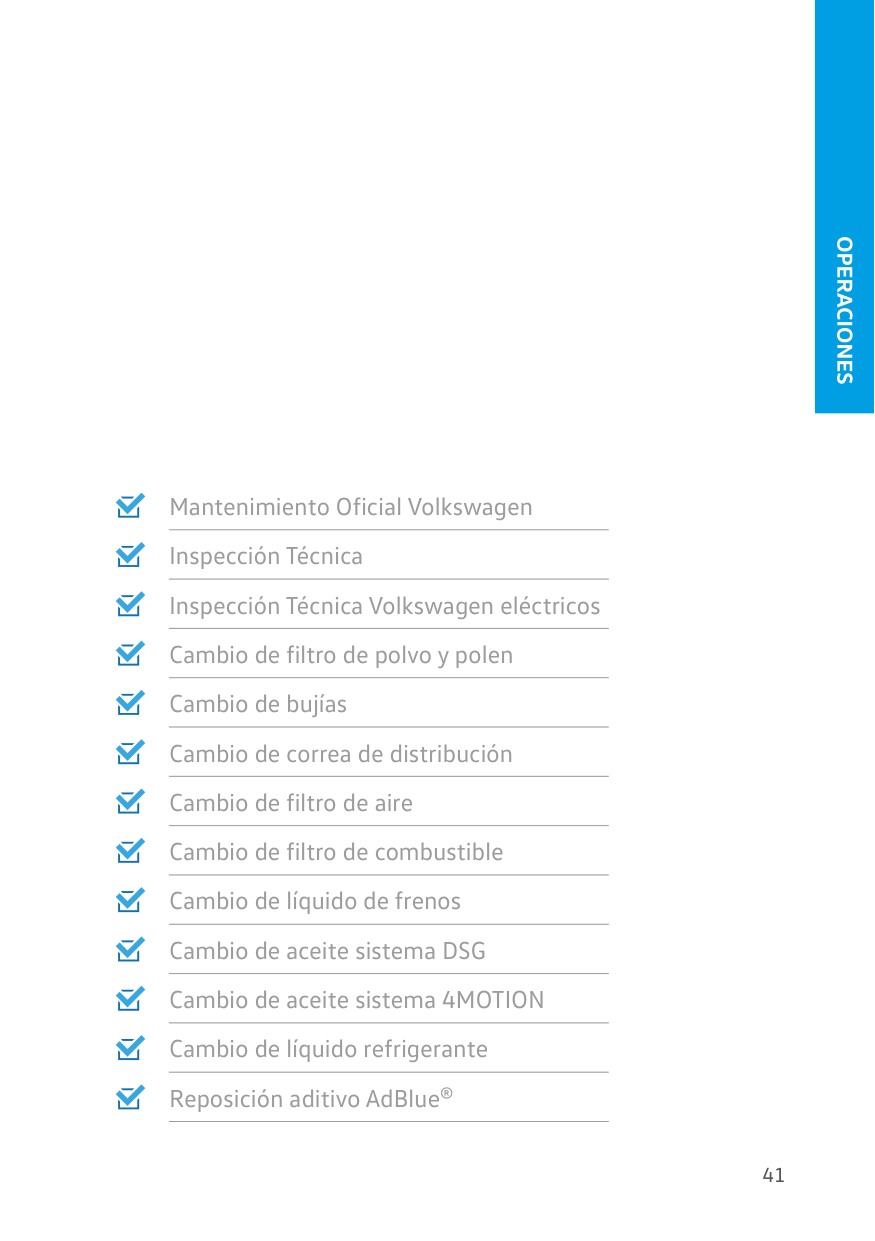 OPERACIONES
Mantenimiento Oficial Volkswagen
Inspección Técnica
Inspección Técnica Volkswagen eléctricos
Cambio de filtro de polvo y polen
Cambio de bujías
Cambio de correa de distribución
Cambio de filtro de aire
Cambio de filtro de combustible
Cambio de líquido de frenos
Cambio de aceite sistema DSG
Cambio de aceite sistema 4MOTION
Cambio de líquido refrigerante
Reposición aditivo AdBlue®
41